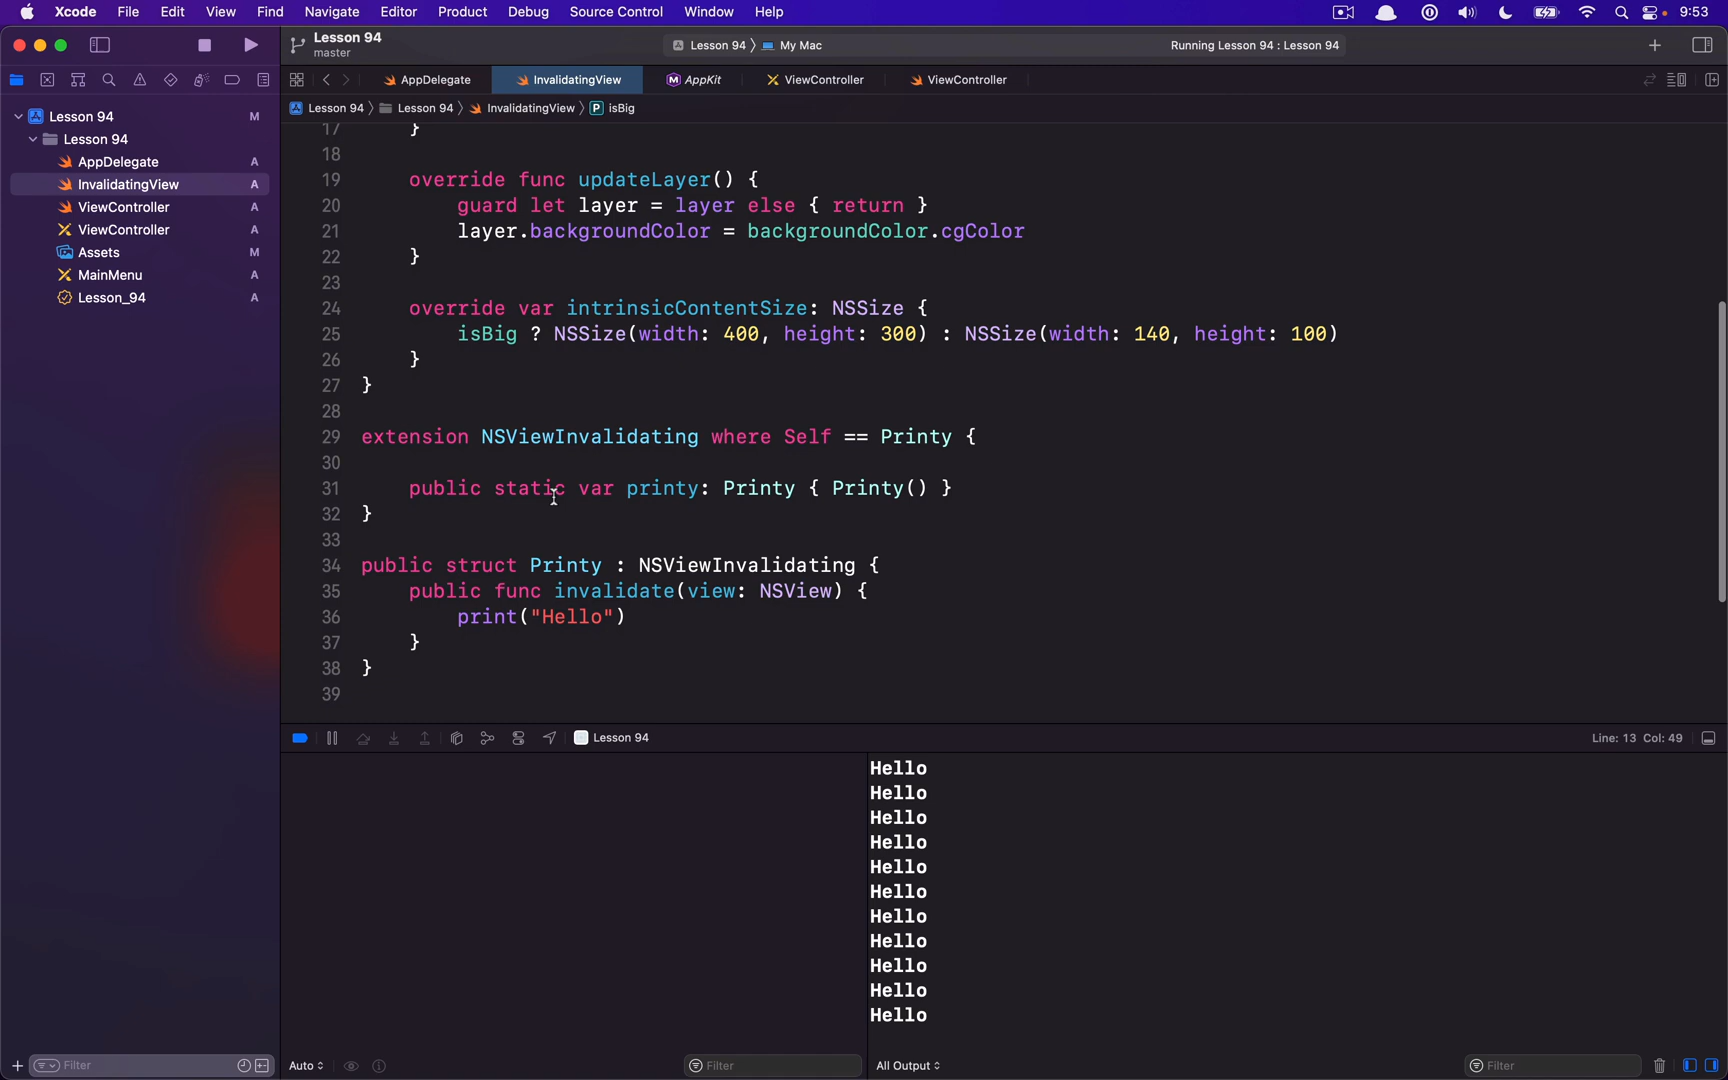 Xcode File Edit View Find Navigate Editor Product Debug Source Control Window Help 9:53
Lesson 94
master
Lesson 94 〉 My Mac
Running Lesson 94 : Lesson 94
AppDelegate InvalidatingView AppKit ViewController ViewController
Lesson 94 〉 Lesson 94 〉 InvalidatingView 〉 P isBig
Lesson 94 M
Lesson 94
AppDelegate A
InvalidatingView A
ViewController A
ViewController A
Assets M
MainMenu A
Lesson_94 A
Filter
17 }
18
19 override func updateLayer() {
20 guard let layer = layer else { return }
21 layer.backgroundColor = backgroundColor.cgColor
22 }
23
24 override var intrinsicContentSize: NSSize {
25 isBig ? NSSize(width: 400, height: 300) : NSSize(width: 140, height: 100)
26 }
27 }
28
29 extension NSViewInvalidating where Self == Printy {
30
31 public static var printy: Printy { Printy() }
32 }
33
34 public struct Printy : NSViewInvalidating {
35 public func invalidate(view: NSView) {
36 print("Hello")
37 }
38 }
39
Lesson 94
Line: 13 Col: 49
Hello
Hello
Hello
Hello
Hello
Hello
Hello
Hello
Hello
Hello
Hello
Auto Filter All Output Filter